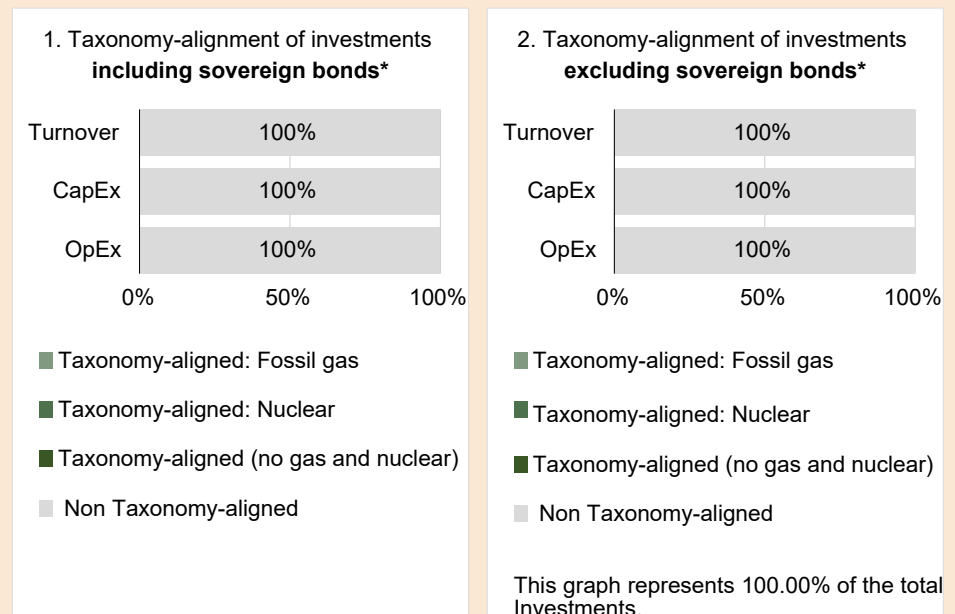 1. Taxonomy-alignment of investments
including sovereign bonds*
Turnover 100%
CapEx 100%
OpEx 100%
0% 50% 100%
Taxonomy-aligned: Fossil gas
Taxonomy-aligned: Nuclear
Taxonomy-aligned (no gas and nuclear)
Non Taxonomy-aligned
2. Taxonomy-alignment of investments
excluding sovereign bonds*
Turnover 100%
CapEx 100%
OpEx 100%
0% 50% 100%
Taxonomy-aligned: Fossil gas
Taxonomy-aligned: Nuclear
Taxonomy-aligned (no gas and nuclear)
Non Taxonomy-aligned
This graph represents 100.00% of the total
Investments.